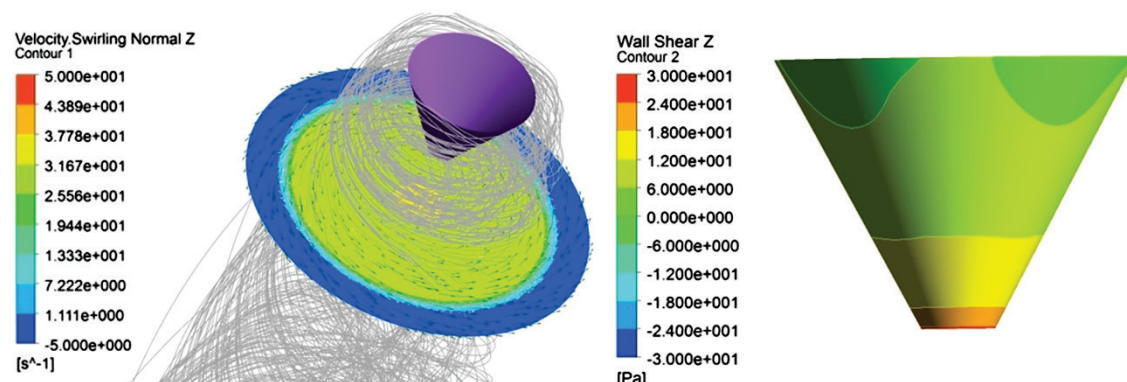 Velocity.Swirling Normal Z
Contour 1
5.000e+001
4.389e+001
3.778e+001
3.167e+001
2.556e+001
1.944e+001
1.333e+001
7.222e+000
1.111e+000
-5.000e+000
[s^-1]
Wall Shear Z
Contour 2
3.000e+001
2.400e+001
1.800e+001
1.200e+001
6.000e+000
0.000e+000
-6.000e+000
-1.200e+001
-1.800e+001
-2.400e+001
-3.000e+001
[Pa]